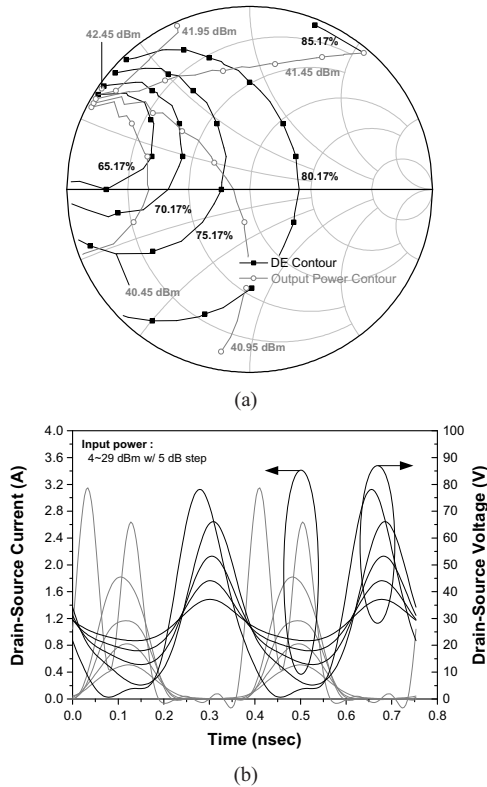 42.45 dBm
41.95 dBm
85.17%
41.45 dBm
65.17%
80.17%
70.17%
75.17%
DE Contour
Output Power Contour
40.45 dBm
40.95 dBm
(a)
Input power :
4~29 dBm w/ 5 dB step
Drain-Source Current (A)
4.0
3.6
3.2
2.8
2.4
2.0
1.6
1.2
0.8
0.4
0.0
100
90
80
70
60
50
40
30
20
10
0
Drain-Source Voltage (V)
0.0 0.1 0.2 0.3 0.4 0.5 0.6 0.7 0.8
Time (nsec)
(b)